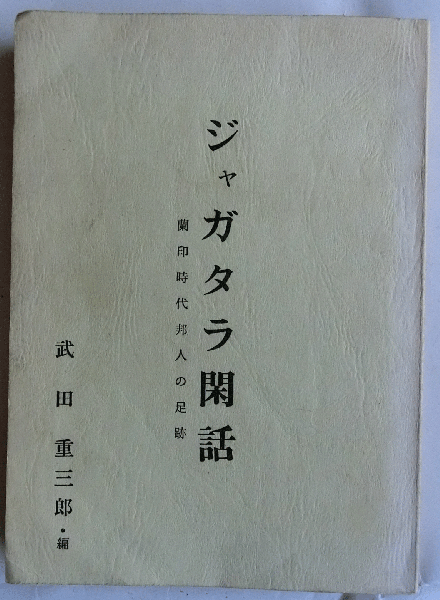 ジャガタラ閑話
蘭印時代邦人の足跡
武田重三郎・編